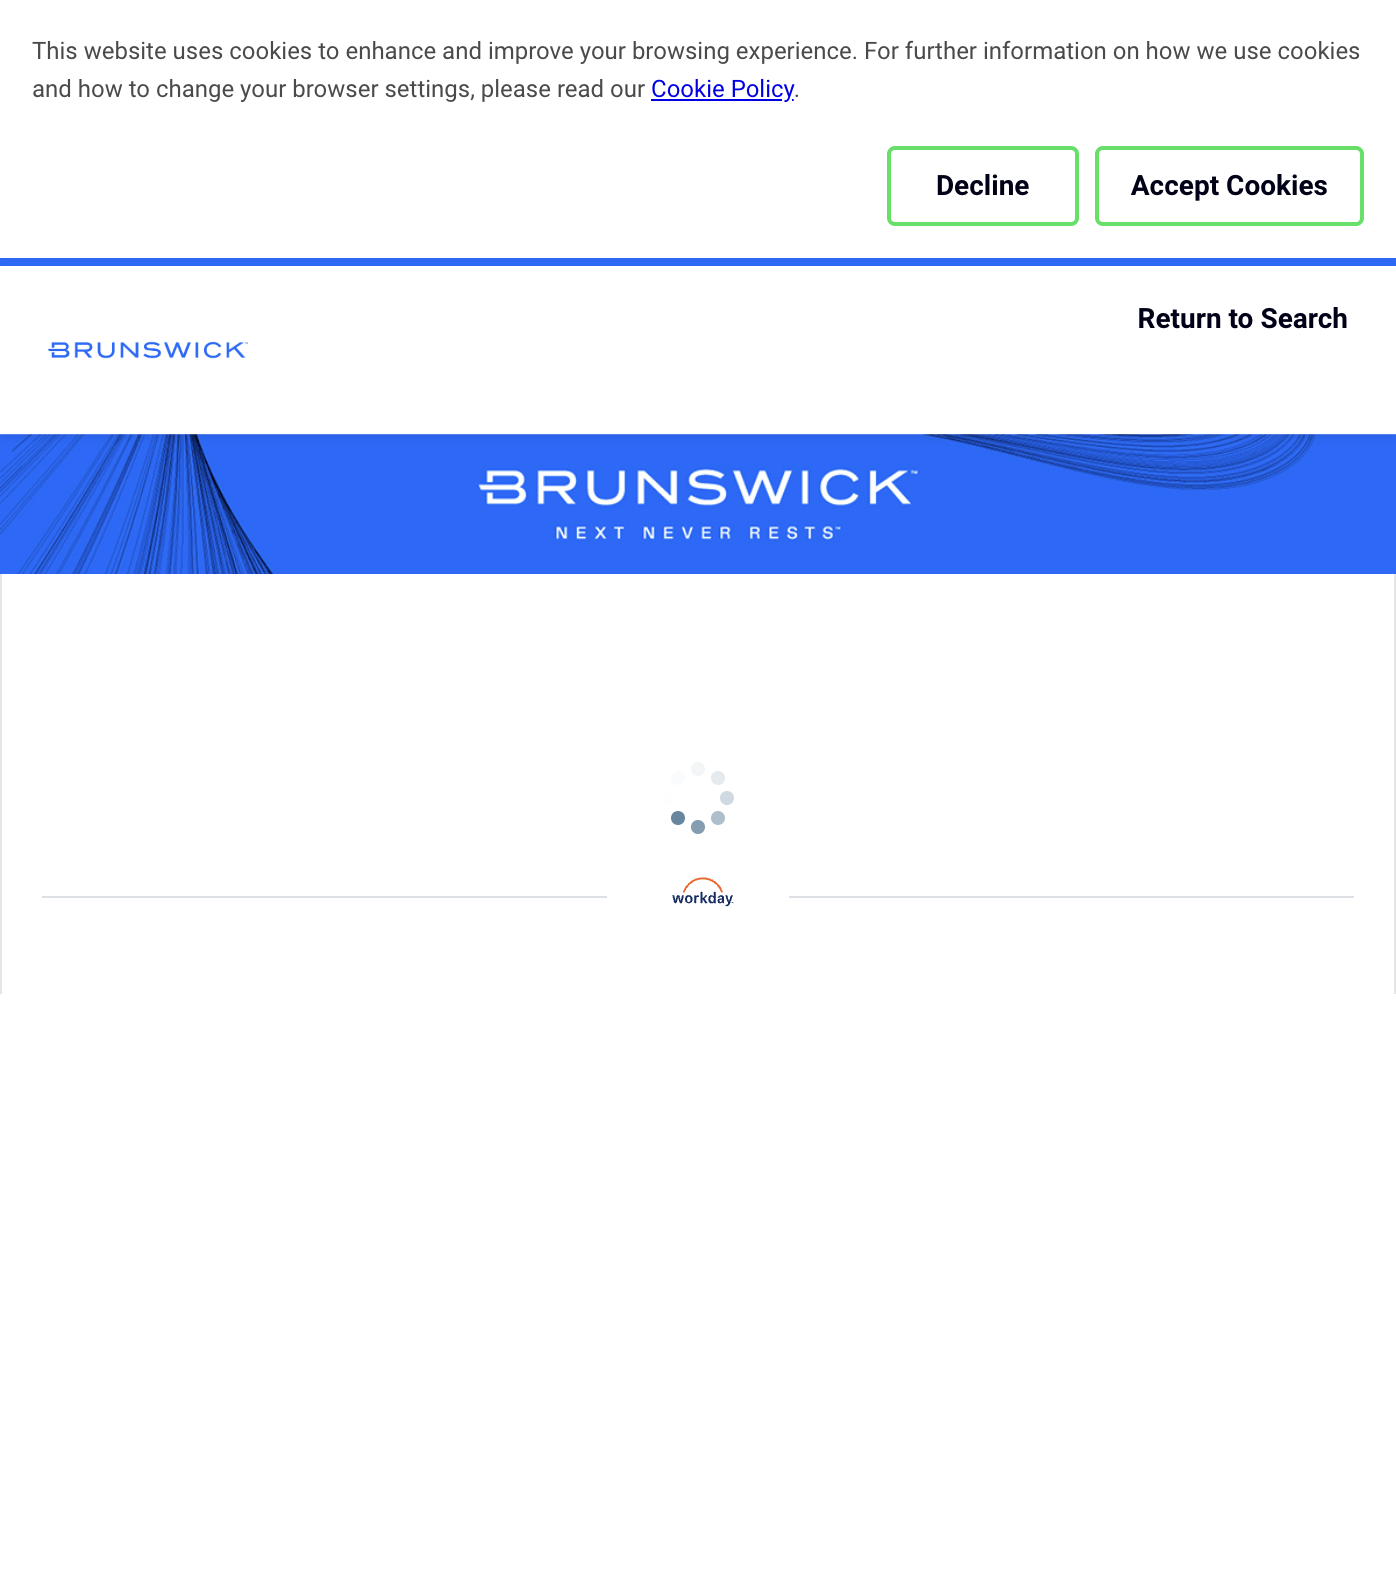 This website uses cookies to enhance and improve your browsing experience. For further information on how we use cookies
and how to change your browser settings, please read our Cookie Policy.
Decline
Accept Cookies
Return to Search
BRUNSWICK™
BRUNSWICK™
NEXT NEVER RESTS™
workday.